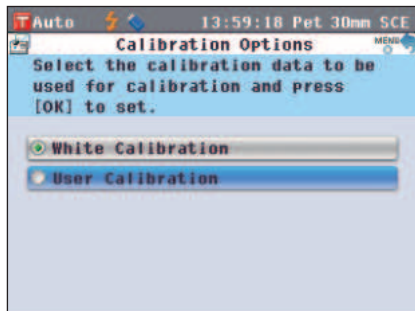 T Auto 13:59:18 Pet 30mm SCE
Calibration Options MENU
Select the calibration data to be
used for calibration and press
[OK] to set.
White Calibration
User Calibration